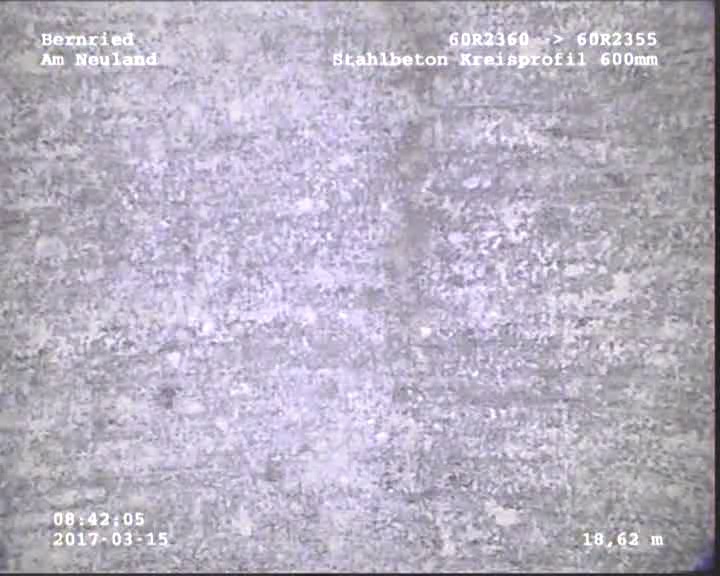 Bernried
Am Neuland
60R2360 -> 60R2355
Stahlbeton Kreisprofil 600mm
08:42:05
2017-03-15
18,62 m